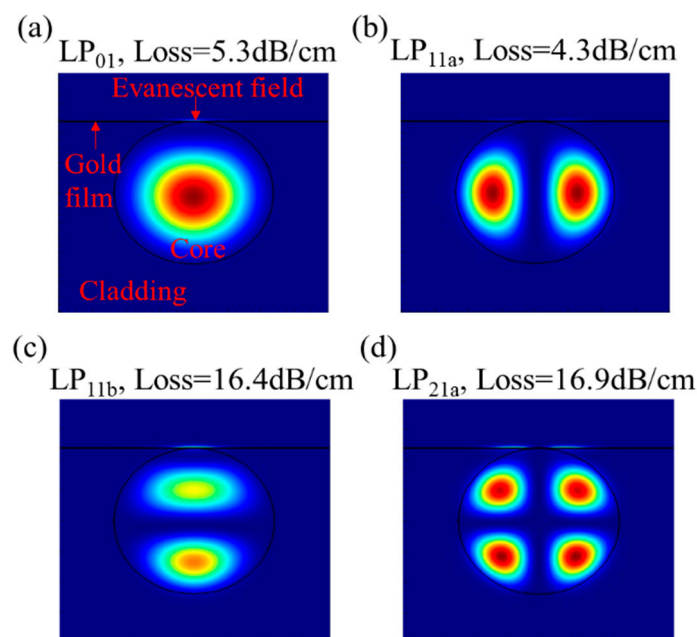 (a)
LP₀₁, Loss=5.3dB/cm
Evanescent field
Gold
film
Core
Cladding
(b)
LP₁₁ₐ, Loss=4.3dB/cm
(c)
LP₁₁b, Loss=16.4dB/cm
(d)
LP₂₁ₐ, Loss=16.9dB/cm